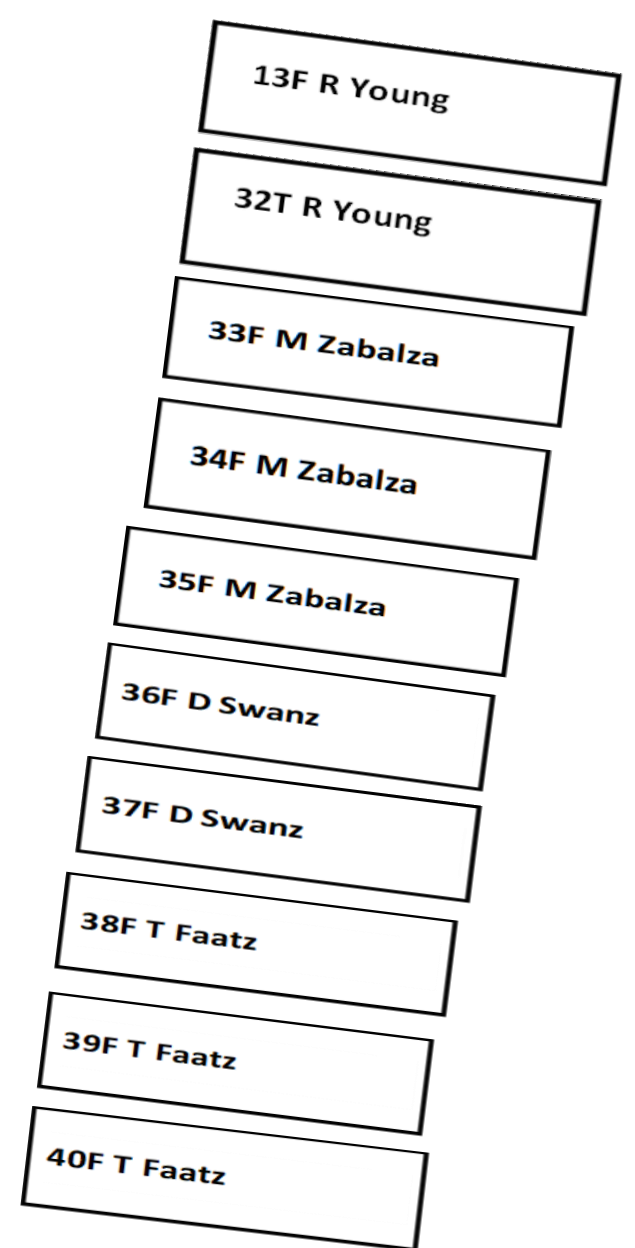 13F R Young
32T R Young
33F M Zabalza
34F M Zabalza
35F M Zabalza
36F D Swanz
37F D Swanz
38F T Faatz
39F T Faatz
40F T Faatz